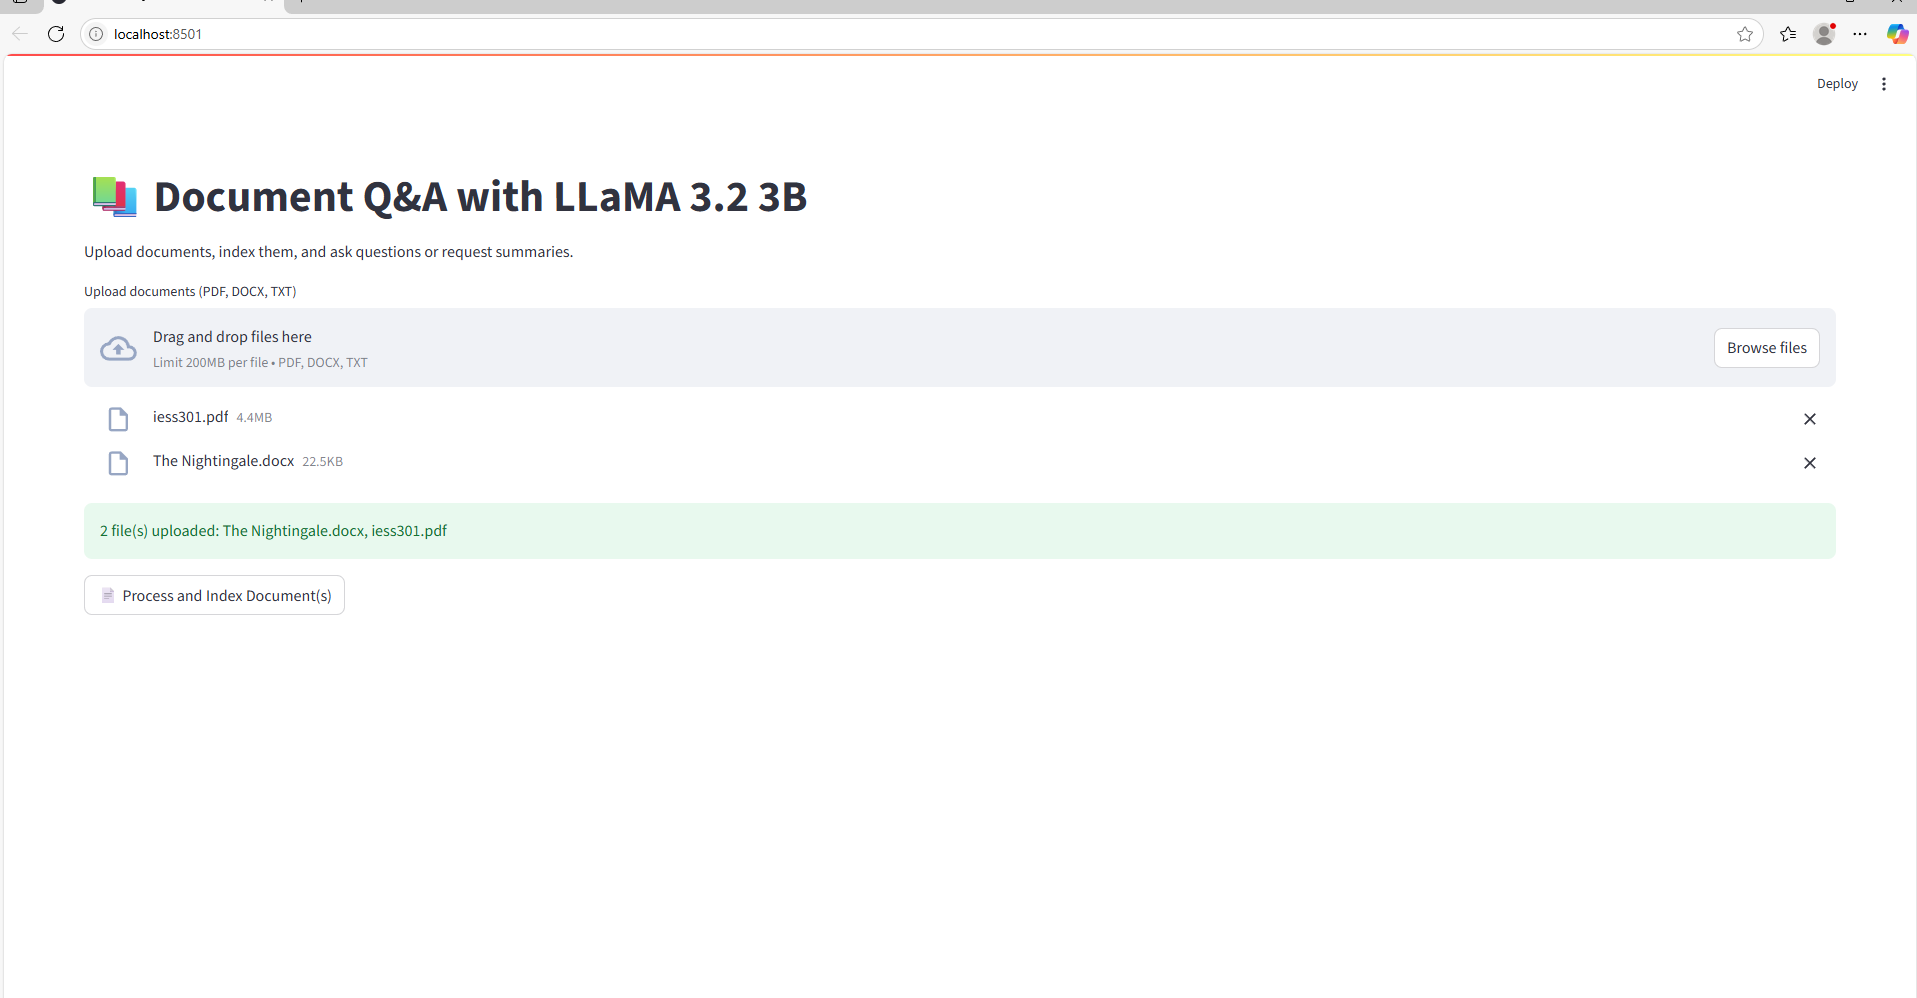 localhost:8501
Deploy
Document Q&A with LLaMA 3.2 3B
Upload documents, index them, and ask questions or request summaries.
Upload documents (PDF, DOCX, TXT)
Drag and drop files here
Limit 200MB per file • PDF, DOCX, TXT
Browse files
iess301.pdf 4.4MB
The Nightingale.docx 22.5KB
2 file(s) uploaded: The Nightingale.docx, iess301.pdf
Process and Index Document(s)